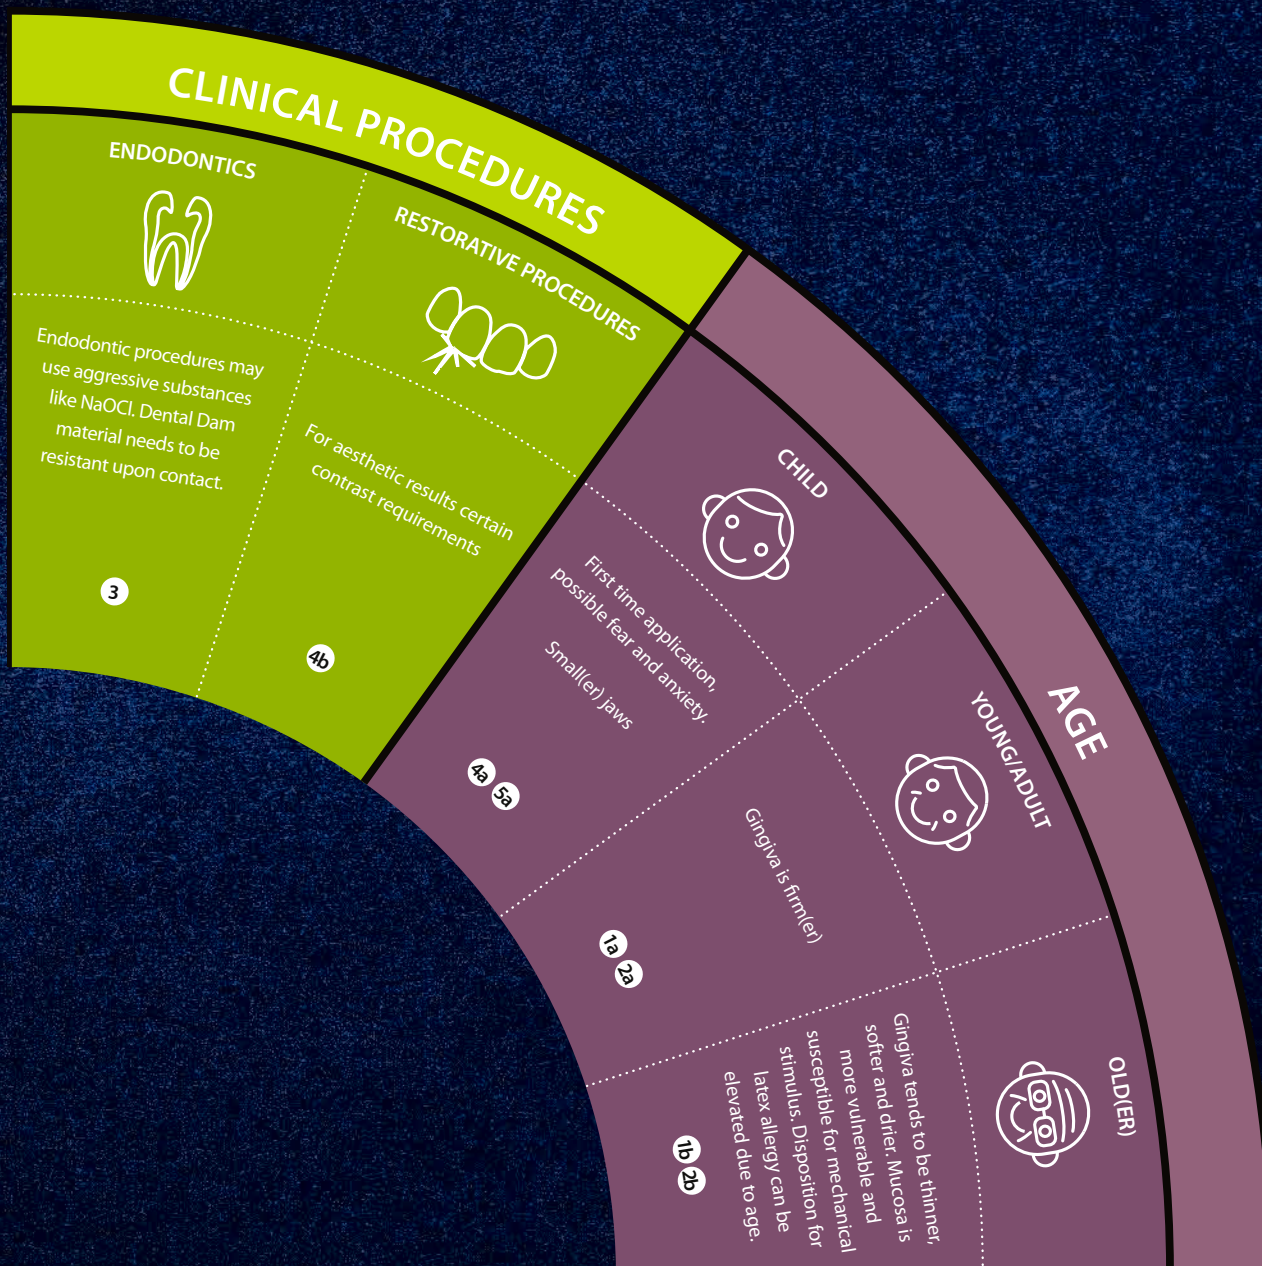 CLINICAL PROCEDURES
ENDODONTICS
Endodontic procedures may
use aggressive substances
like NaOCl. Dental Dam
material needs to be
resistant upon contact.
3
RESTORATIVE PROCEDURES
For aesthetic results certain
contrast requirements
4b
AGE
CHILD
First time application,
possible fear and anxiety.
Small(er) jaws
4a
5a
YOUNG/ADULT
Gingiva is firm(er)
1a
2a
OLD(ER)
Gingiva tends to be thinner,
softer and drier. Mucosa is
more vulnerable and
susceptible for mechanical
stimulus. Disposition for
latex allergy can be
elevated due to age.
1b
2b